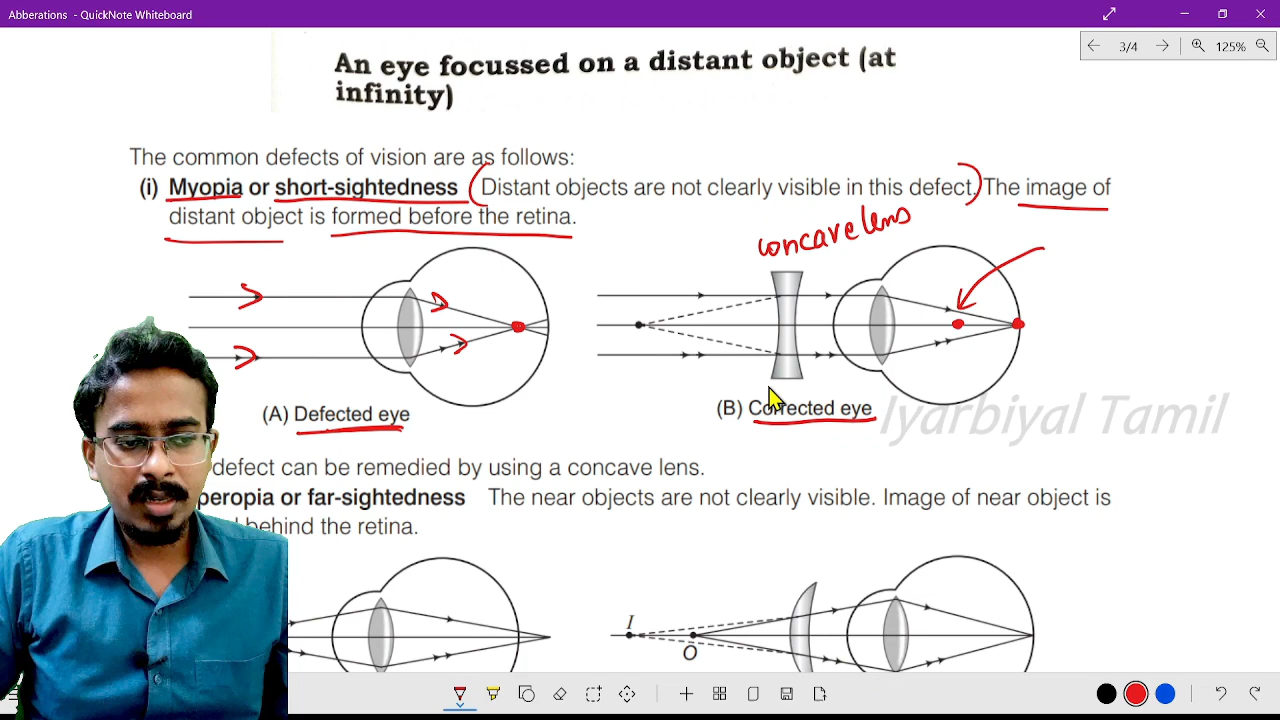 Abberations - QuickNote Whiteboard
3/4
125%
An eye focussed on a distant object (at
infinity)
The common defects of vision are as follows:
(i) Myopia or short-sightedness (Distant objects are not clearly visible in this defect.) The image of
distant object is formed before the retina.
concave lens
(A) Defected eye
(B) Corrected eye
Iyarbiyal Tamil
defect can be remedied by using a concave lens.
peropia or far-sightedness The near objects are not clearly visible. Image of near object is
behind the retina.
I
O